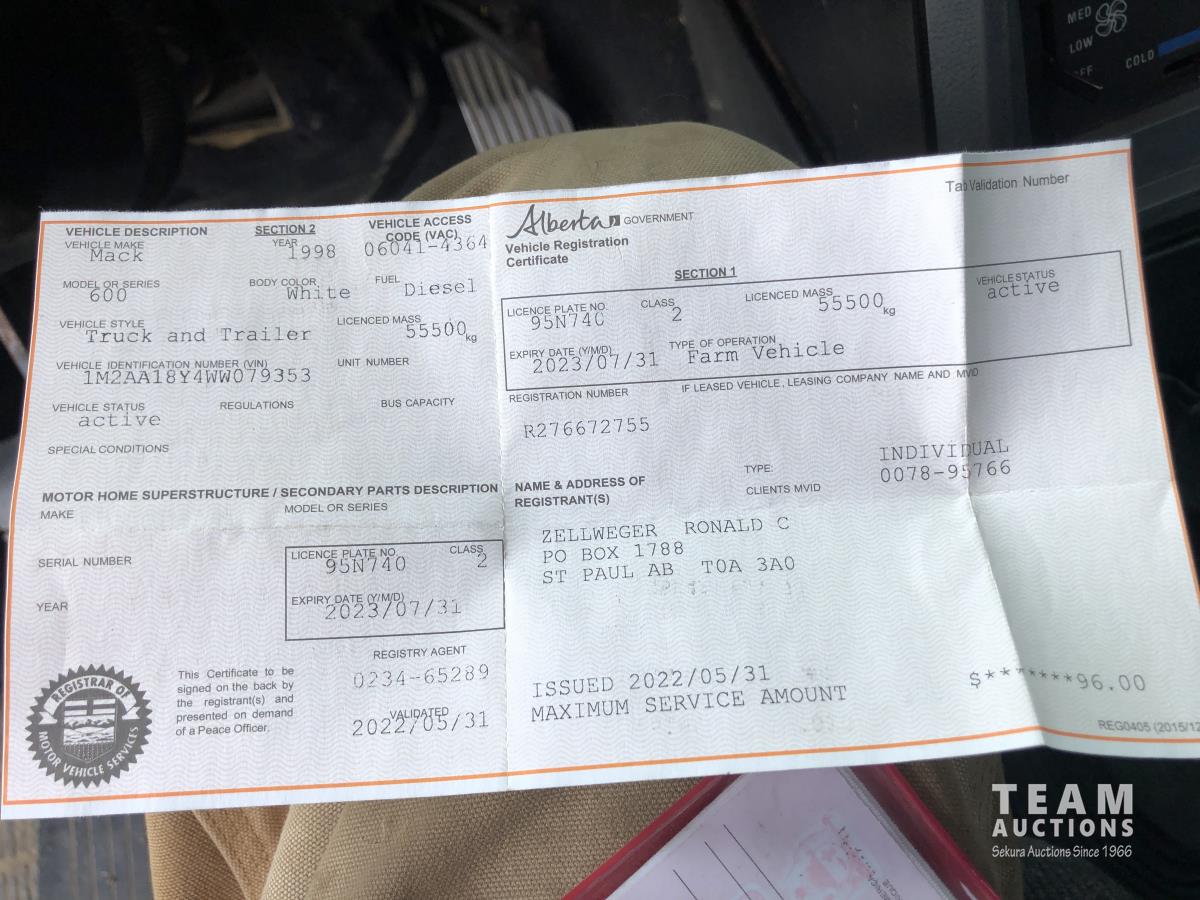 MED
LOW
COLD
VEHICLE DESCRIPTION SECTION 2 VEHICLE ACCESS CODE (VAC)
VEHICLE MAKE YEAR
Mack 1998 06041-4364
MODEL OR SERIES BODY COLOR FUEL
600 White Diesel
VEHICLE STYLE LICENCED MASS
Truck and Trailer 55500 kg
VEHICLE IDENTIFICATION NUMBER (VIN) UNIT NUMBER
1M2AA18Y4WW079353
VEHICLE STATUS REGULATIONS BUS CAPACITY
active
SPECIAL CONDITIONS
MOTOR HOME SUPERSTRUCTURE / SECONDARY PARTS DESCRIPTION
MAKE MODEL OR SERIES
SERIAL NUMBER
YEAR
LICENCE PLATE NO. CLASS
95N740 2
EXPIRY DATE (Y/M/D)
2023/07/31
REGISTRY AGENT
0234-65289
VALIDATED
2022/05/31
REGISTRAR OF MOTOR VEHICLE SERVICES
This Certificate to be
signed on the back by
the registrant(s) and
presented on demand
of a Peace Officer.
Alberta GOVERNMENT
Vehicle Registration
Certificate
Tab Validation Number
SECTION 1
LICENCE PLATE NO. CLASS LICENCED MASS VEHICLE STATUS
95N740 2 55500 kg active
EXPIRY DATE (Y/M/D) TYPE OF OPERATION
2023/07/31 Farm Vehicle
REGISTRATION NUMBER IF LEASED VEHICLE, LEASING COMPANY NAME AND MVID
R276672755
TYPE: INDIVIDUAL
CLIENTS MVID 0078-95766
NAME & ADDRESS OF
REGISTRANT(S)
ZELLWEGER RONALD C
PO BOX 1788
ST PAUL AB T0A 3A0
ISSUED 2022/05/31
MAXIMUM SERVICE AMOUNT $*******96.00
REG0405 (2015/12
TEAM
AUCTIONS
Sekura Auctions Since 1966